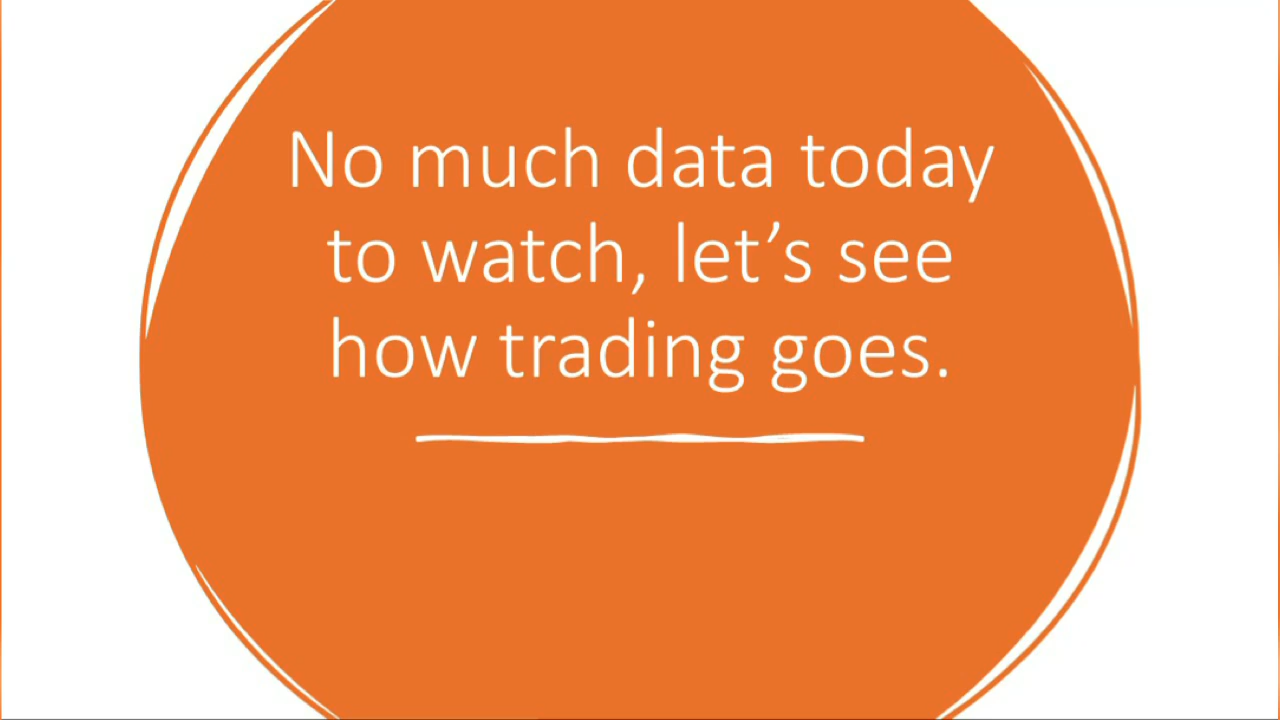 No much data today
to watch, let’s see
how trading goes.